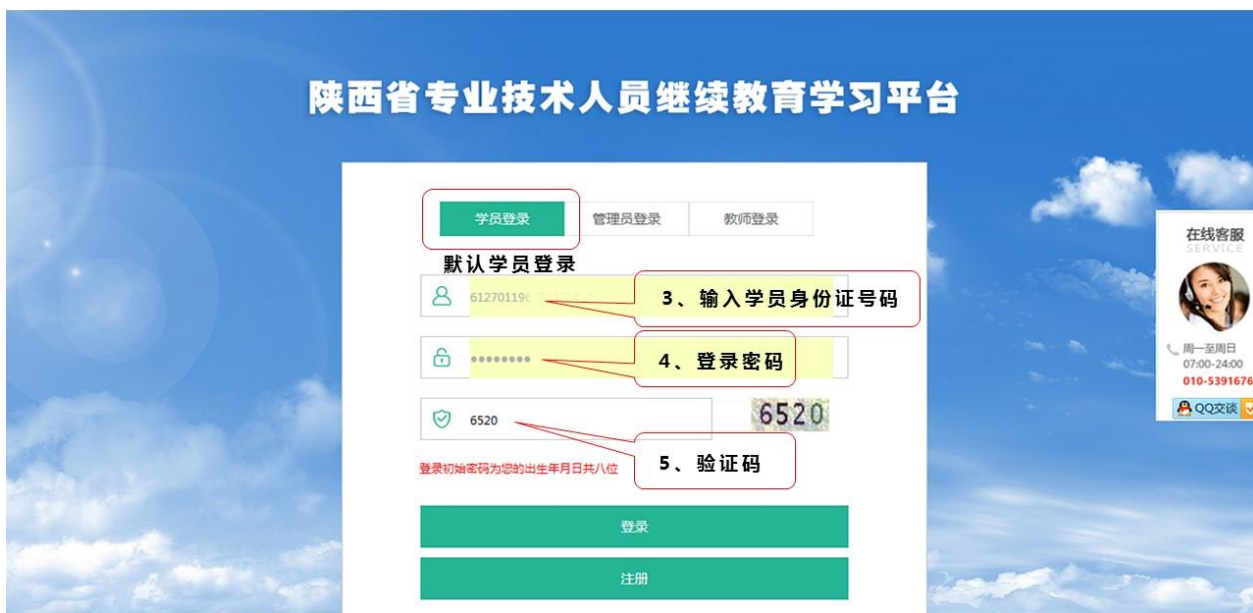 陕西省专业技术人员继续教育学习平台
学员登录
管理员登录
教师登录
默认学员登录
61270119
3、输入学员身份证号码
4、登录密码
6520
6520
5、验证码
登录初始密码为您的出生年月日共八位
登录
注册
在线客服
SERVICE
周一至周日
07:00-24:00
010-5391676
QQ交谈